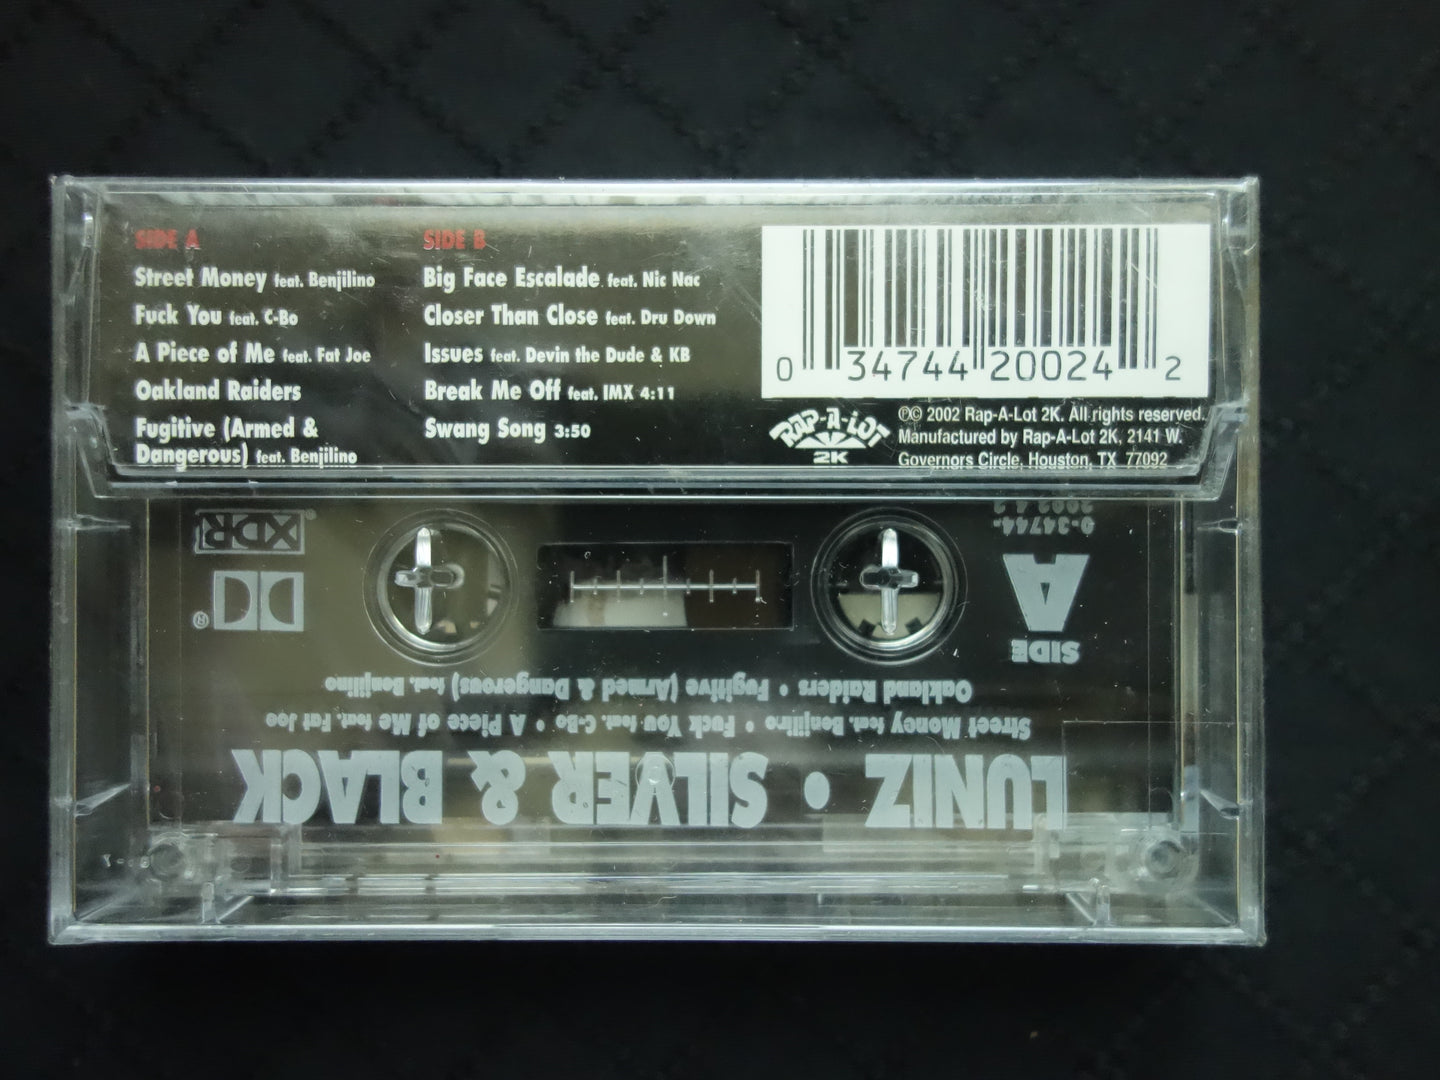 SIDE A
Street Money feat. Benjilino
Fuck You feat. C-Bo
A Piece of Me feat. Fat Joe
Oakland Raiders
Fugitive (Armed &
Dangerous) feat. Benjilino
SIDE B
Big Face Escalade feat. Nic Nac
Closer Than Close feat. Dru Down
Issues feat. Devin the Dude & KB
Break Me Off feat. IMX 4:11
Swang Song 3:50
0 34744 20024 2
RAP-A-LOT
2K
℗© 2002 Rap-A-Lot 2K. All rights reserved.
Manufactured by Rap-A-Lot 2K, 2141 W.
Governors Circle, Houston, TX 77092
LUNIZ • SILVER & BLACK
Street Money feat. Benjilino • Fuck You feat. C-Bo • A Piece of Me feat. Fat Joe
Oakland Raiders • Fugitive (Armed & Dangerous) feat. Benjilino
SIDE
A
0-34744-
®
XDR®